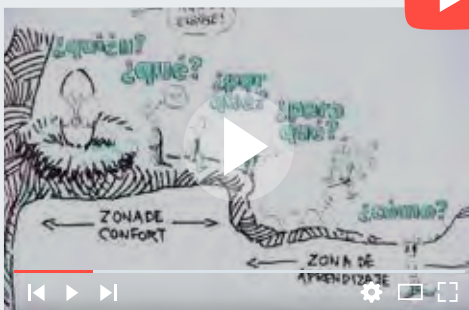 ¿quién?
¿qué?
¿por
qué?
¿para
qué?
¿cómo?
ZONA DE
CONFORT
ZONA DE
APRENDIZAJE